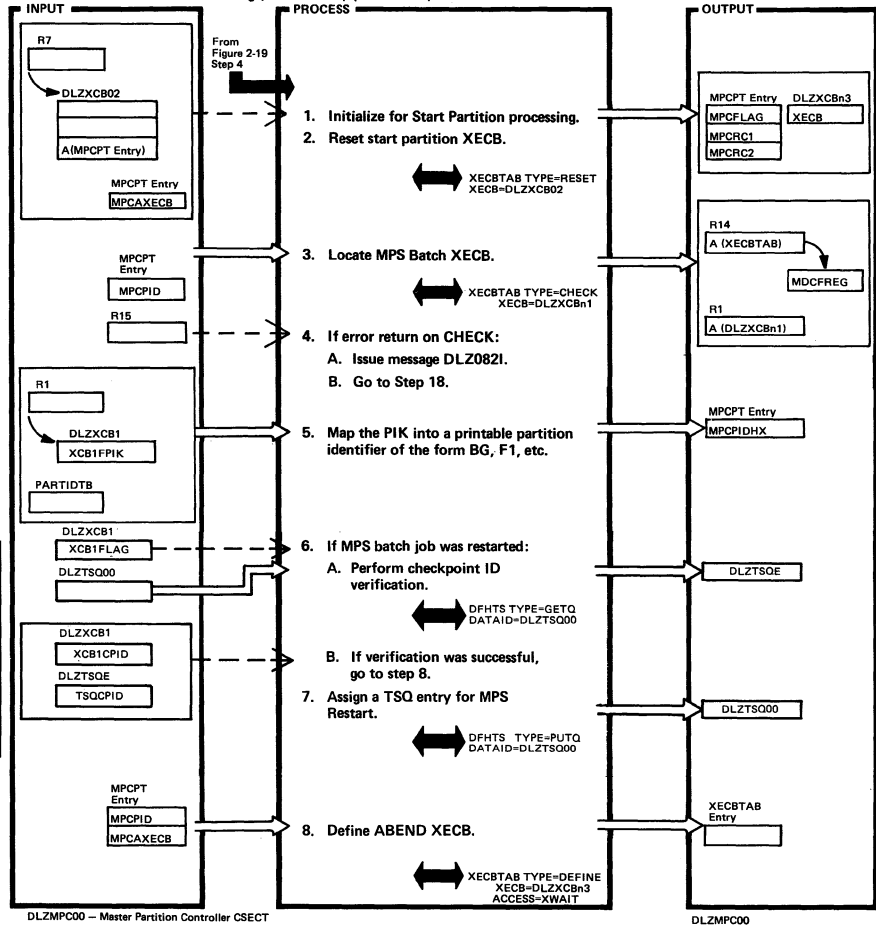 INPUT
PROCESS
OUTPUT
R7
DLZXCB02
A(MPCPT Entry)
MPCPT Entry
MPCAXECB
From
Figure 2-19
Step 4
1. Initialize for Start Partition processing.
2. Reset start partition XECB.
XECBTAB TYPE=RESET
XECB=DLZXCB02
MPCPT Entry
MPCFLAG
MPCRC1
MPCRC2
DLZXCBn3
XECB
MPCPT
Entry
MPCPID
3. Locate MPS Batch XECB.
XECBTAB TYPE=CHECK
XECB=DLZXCBn1
R14
A (XECBTAB)
MDCFREG
R1
A (DLZXCBn1)
R15
4. If error return on CHECK:
A. Issue message DLZ082I.
B. Go to Step 18.
R1
DLZXCB1
XCB1FPIK
PARTIDTB
5. Map the PIK into a printable partition
identifier of the form BG, F1, etc.
MPCPT Entry
MPCPIDHX
DLZXCB1
XCB1FLAG
DLZTSQ00
6. If MPS batch job was restarted:
A. Perform checkpoint ID
verification.
DFHTS TYPE=GETQ
DATAID=DLZTSQ00
DLZTSQE
DLZXCB1
XCB1CPID
DLZTSQE
TSQCPID
B. If verification was successful,
go to step 8.
7. Assign a TSQ entry for MPS
Restart.
DFHTS TYPE=PUTQ
DATAID=DLZTSQ00
DLZTSQ00
MPCPT
Entry
MPCPID
MPCAXECB
8. Define ABEND XECB.
XECBTAB TYPE=DEFINE
XECB=DLZXCBn3
ACCESS=XWAIT
XECBTAB
Entry
DLZMPC00 — Master Partition Controller CSECT
DLZMPC00